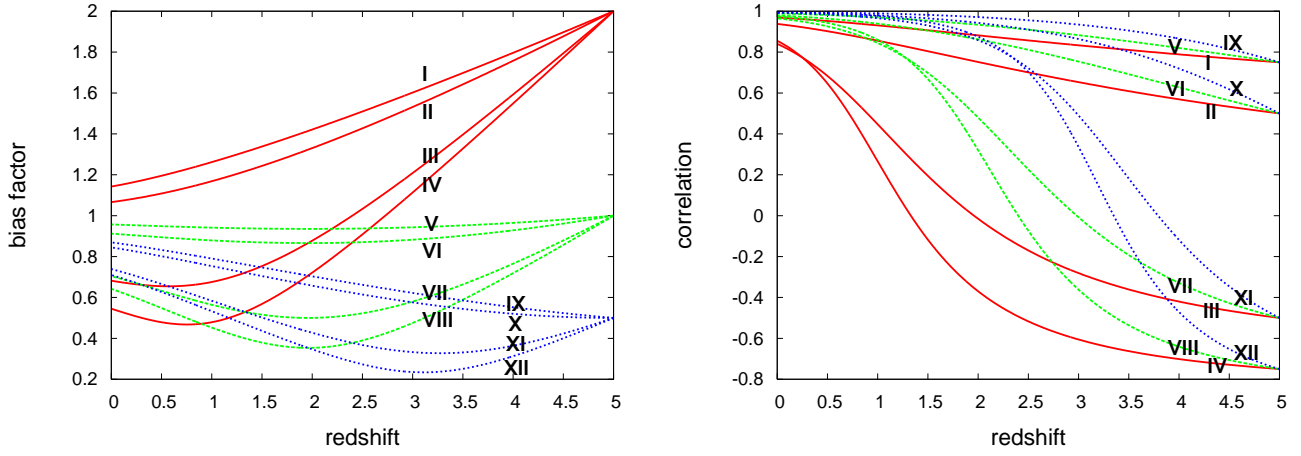 2
1.8
1.6
1.4
1.2
1
0.8
0.6
0.4
0.2
bias factor
I
II
III
IV
V
VI
VII
VIII
IX
X
XI
XII
0 0.5 1 1.5 2 2.5 3 3.5 4 4.5 5
redshift
1
0.8
0.6
0.4
0.2
0
-0.2
-0.4
-0.6
-0.8
correlation
IX
V
I
VI
X
II
VII
XI
III
VIII
XII
IV
0 0.5 1 1.5 2 2.5 3 3.5 4 4.5 5
redshift